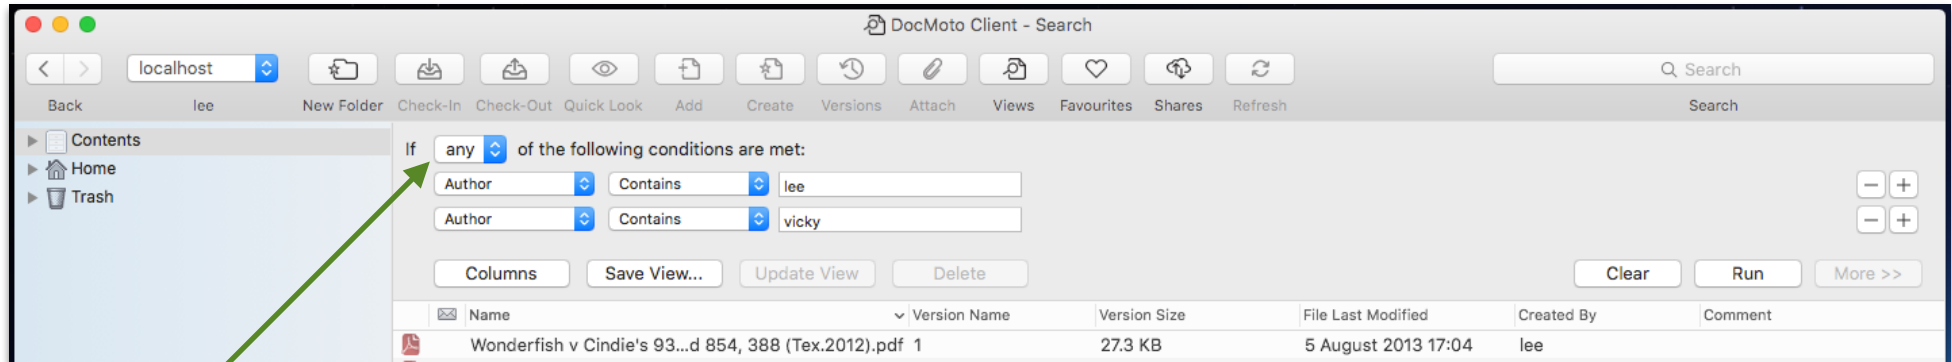 DocMoto Client - Search
localhost
Search
Back lee New Folder Check-In Check-Out Quick Look Add Create Versions Attach Views Favourites Shares Refresh Search
Contents
Home
Trash
If any of the following conditions are met:
Author Contains lee
Author Contains vicky
Columns Save View... Update View Delete Clear Run More >>
Name Version Name Version Size File Last Modified Created By Comment
Wonderfish v Cindie's 93...d 854, 388 (Tex.2012).pdf 1 27.3 KB 5 August 2013 17:04 lee